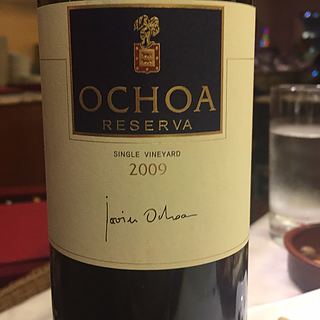 OCHOA
RESERVA
SINGLE VINEYARD
2009
Javier Ochoa